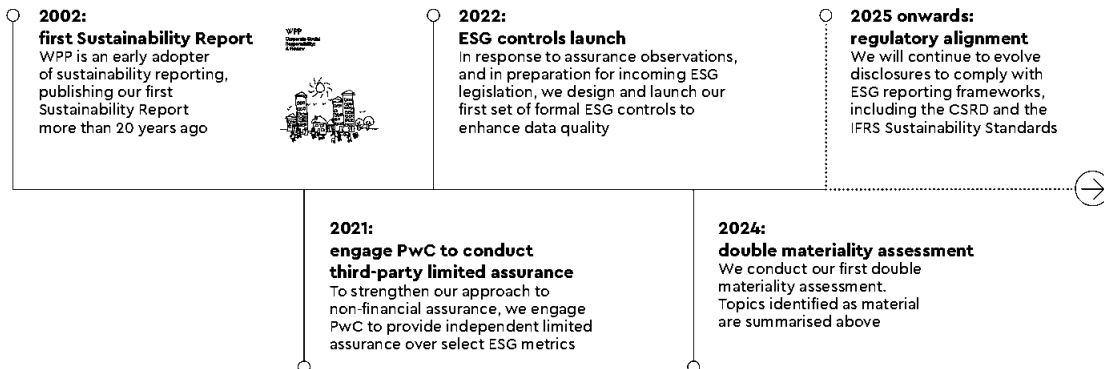 2002:
first Sustainability Report
WPP is an early adopter
of sustainability reporting,
publishing our first
Sustainability Report
more than 20 years ago
WPP
Corporate Social
Responsibility
2022:
ESG controls launch
In response to assurance observations,
and in preparation for incoming ESG
legislation, we design and launch our
first set of formal ESG controls to
enhance data quality
2025 onwards:
regulatory alignment
We will continue to evolve
disclosures to comply with
ESG reporting frameworks,
including the CSRD and the
IFRS Sustainability Standards
2021:
engage PwC to conduct
third-party limited assurance
To strengthen our approach to
non-financial assurance, we engage
PwC to provide independent limited
assurance over select ESG metrics
2024:
double materiality assessment
We conduct our first double
materiality assessment.
Topics identified as material
are summarised above